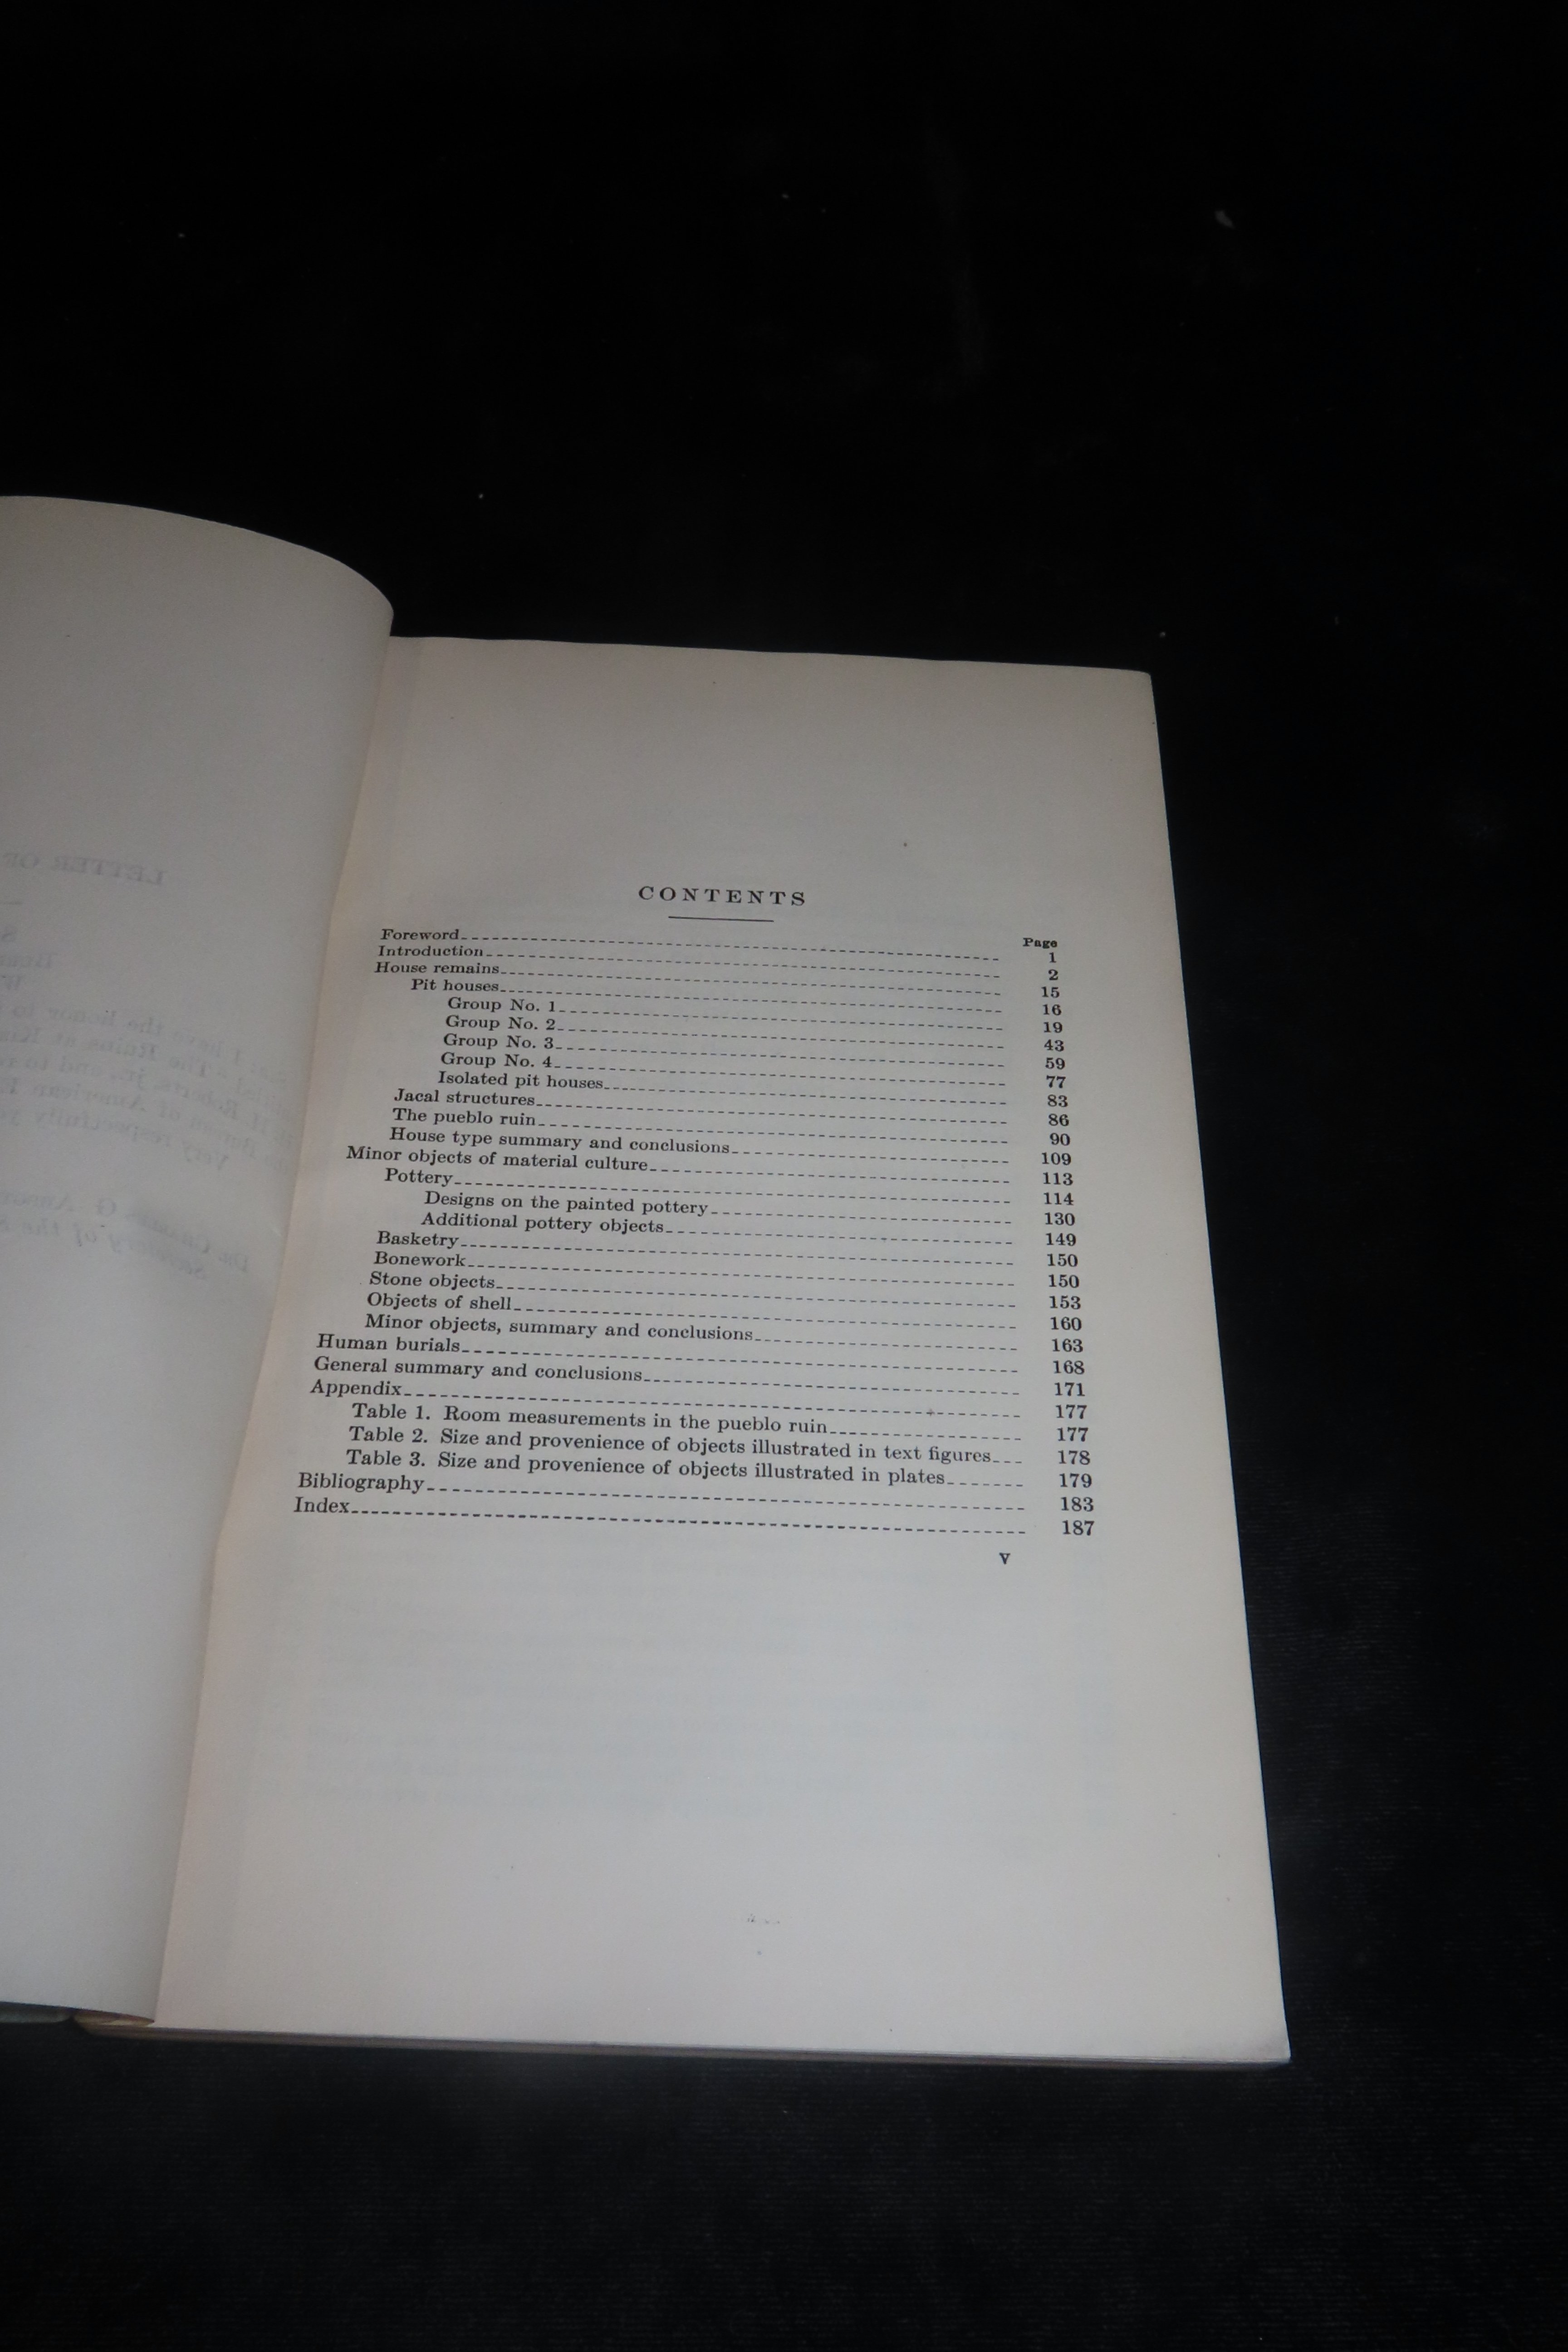 CONTENTS
Page
Foreword 1
Introduction 2
House remains 15
Pit houses 16
Group No. 1 19
Group No. 2 43
Group No. 3 59
Group No. 4 77
Isolated pit houses 83
Jacal structures 86
The pueblo ruin 90
House type summary and conclusions 109
Minor objects of material culture 113
Pottery 114
Designs on the painted pottery 130
Additional pottery objects 149
Basketry 150
Bonework 150
Stone objects 153
Objects of shell 160
Minor objects, summary and conclusions 163
Human burials 168
General summary and conclusions 171
Appendix 177
Table 1. Room measurements in the pueblo ruin 177
Table 2. Size and provenience of objects illustrated in text figures 178
Table 3. Size and provenience of objects illustrated in plates 179
Bibliography 183
Index 187
V